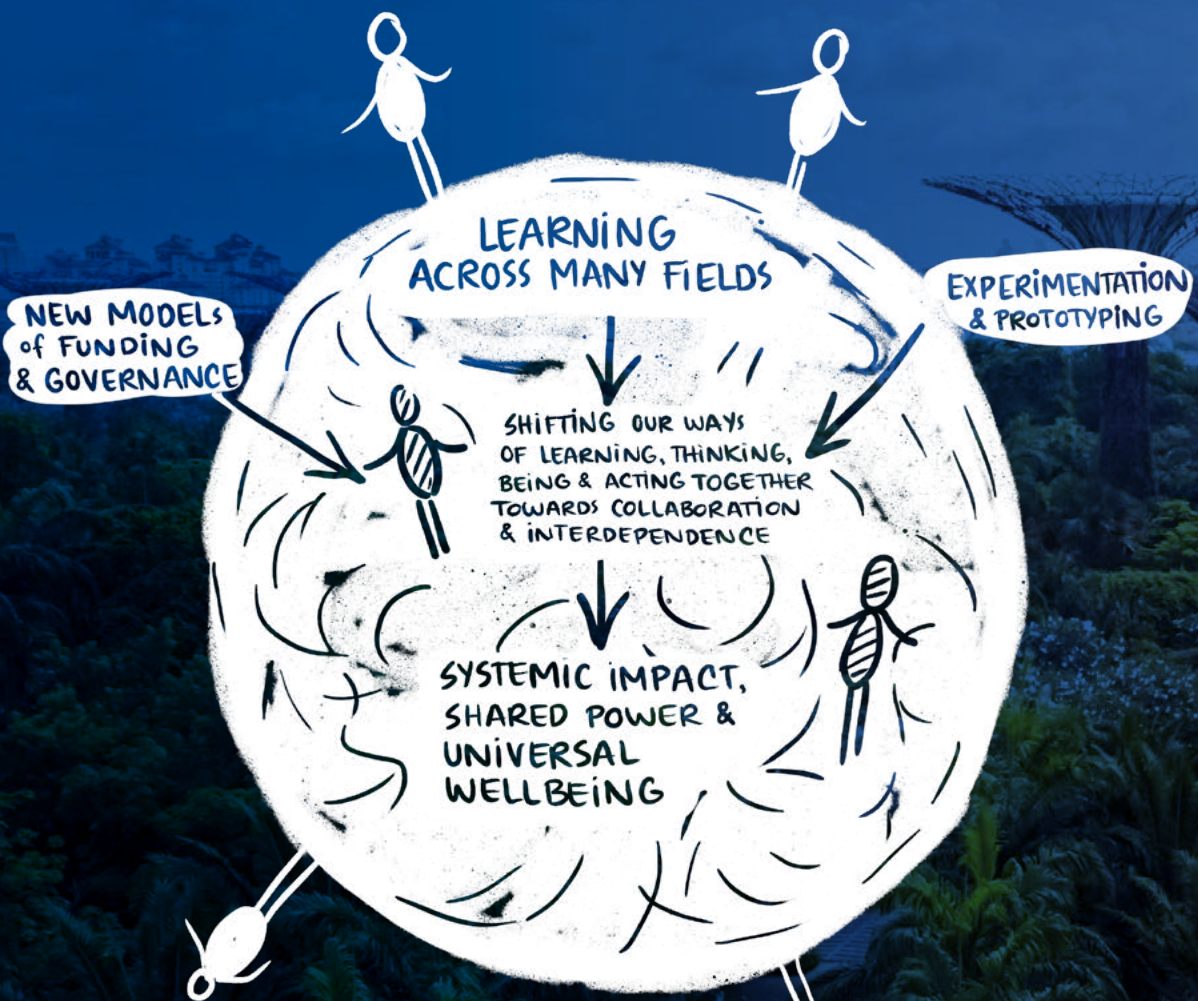 LEARNING
ACROSS MANY FIELDS
NEW MODELS
of FUNDING
& GOVERNANCE
EXPERIMENTATION
& PROTOTYPING
SHIFTING OUR WAYS
OF LEARNING, THINKING,
BEING & ACTING TOGETHER
TOWARDS COLLABORATION
& INTERDEPENDENCE
SYSTEMIC IMPACT,
SHARED POWER &
UNIVERSAL
WELLBEING